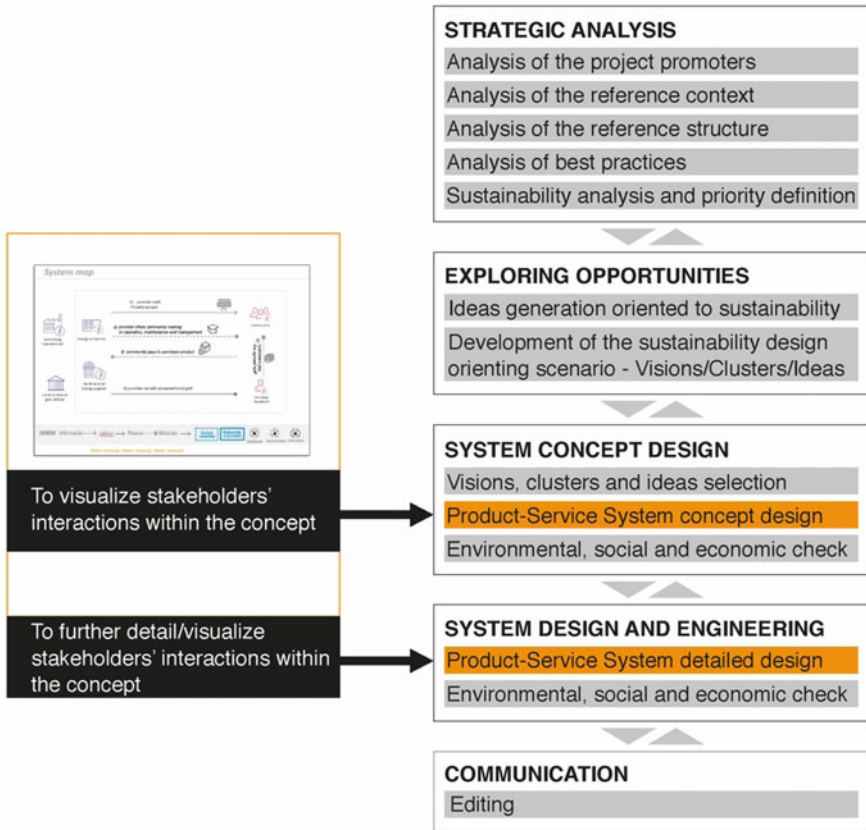 STRATEGIC ANALYSIS
Analysis of the project promoters
Analysis of the reference context
Analysis of the reference structure
Analysis of best practices
Sustainability analysis and priority definition
EXPLORING OPPORTUNITIES
Ideas generation oriented to sustainability
Development of the sustainability design
orienting scenario - Visions/Clusters/Ideas
System map
SYSTEM CONCEPT DESIGN
Visions, clusters and ideas selection
Product-Service System concept design
Environmental, social and economic check
To visualize stakeholders'
interactions within the concept
SYSTEM DESIGN AND ENGINEERING
Product-Service System detailed design
Environmental, social and economic check
To further detail/visualize
stakeholders' interactions within
the concept
COMMUNICATION
Editing